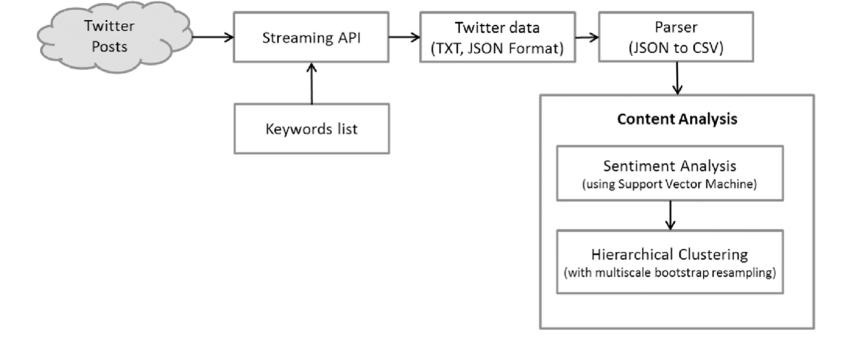 Twitter
Posts
Streaming API
Twitter data
(TXT, JSON Format)
Parser
(JSON to CSV)
Keywords list
Content Analysis
Sentiment Analysis
(using Support Vector Machine)
Hierarchical Clustering
(with multiscale bootstrap resampling)